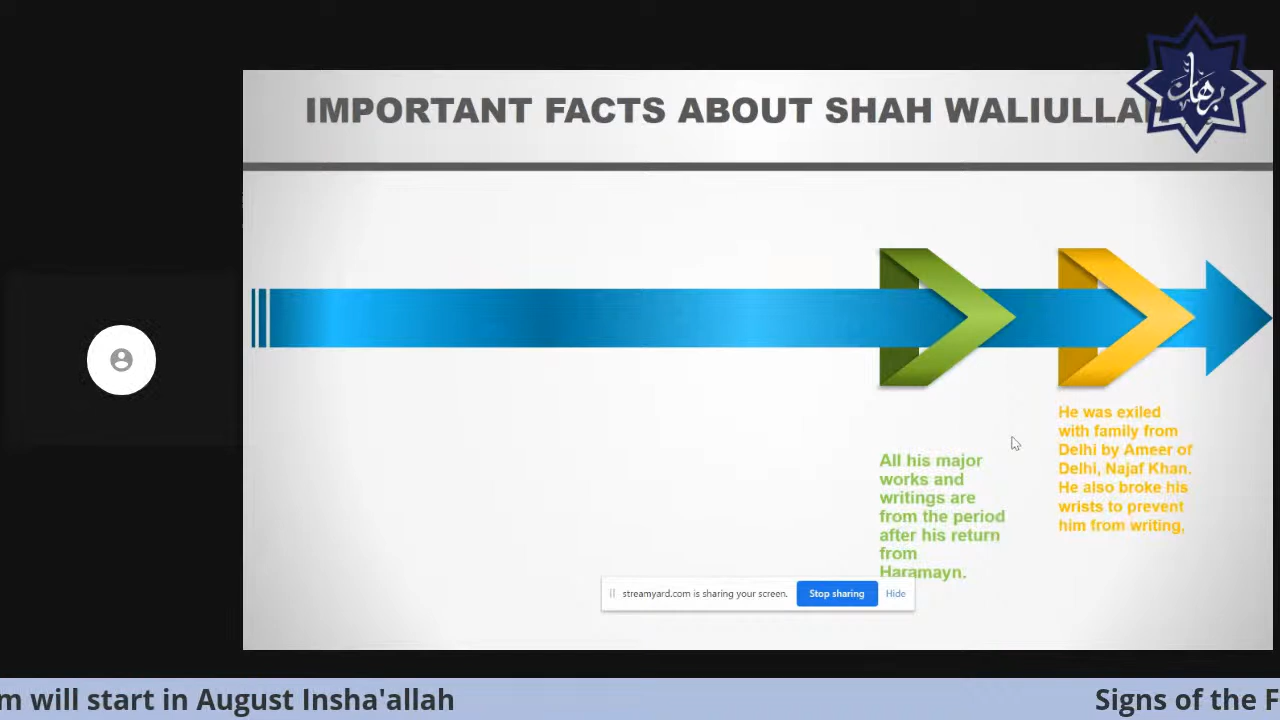 IMPORTANT FACTS ABOUT SHAH WALIULLAH
برهان
He was exiled
with family from
Delhi by Ameer of
Delhi, Najaf Khan.
He also broke his
wrists to prevent
him from writing,
All his major
works and
writings are
from the period
after his return
from
Haramayn.
streamyard.com is sharing your screen.
Stop sharing
Hide
m will start in August Insha'allah
Signs of the F